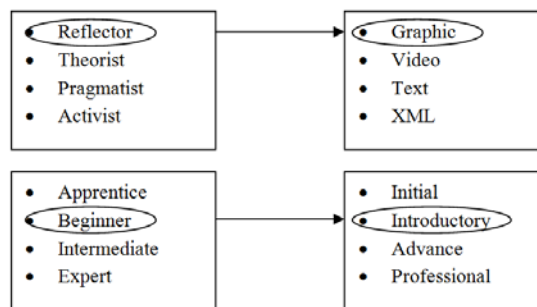 • Reflector
• Theorist
• Pragmatist
• Activist
• Graphic
• Video
• Text
• XML
• Apprentice
• Beginner
• Intermediate
• Expert
• Initial
• Introductory
• Advance
• Professional